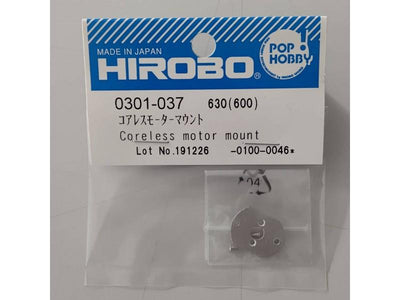 MADE IN JAPAN
HIROBO®
POP!
HOBBY
0301-037 630(600)
コアレスモーターマウント
Coreless motor mount
Lot No.191226 -0100-0046*
04